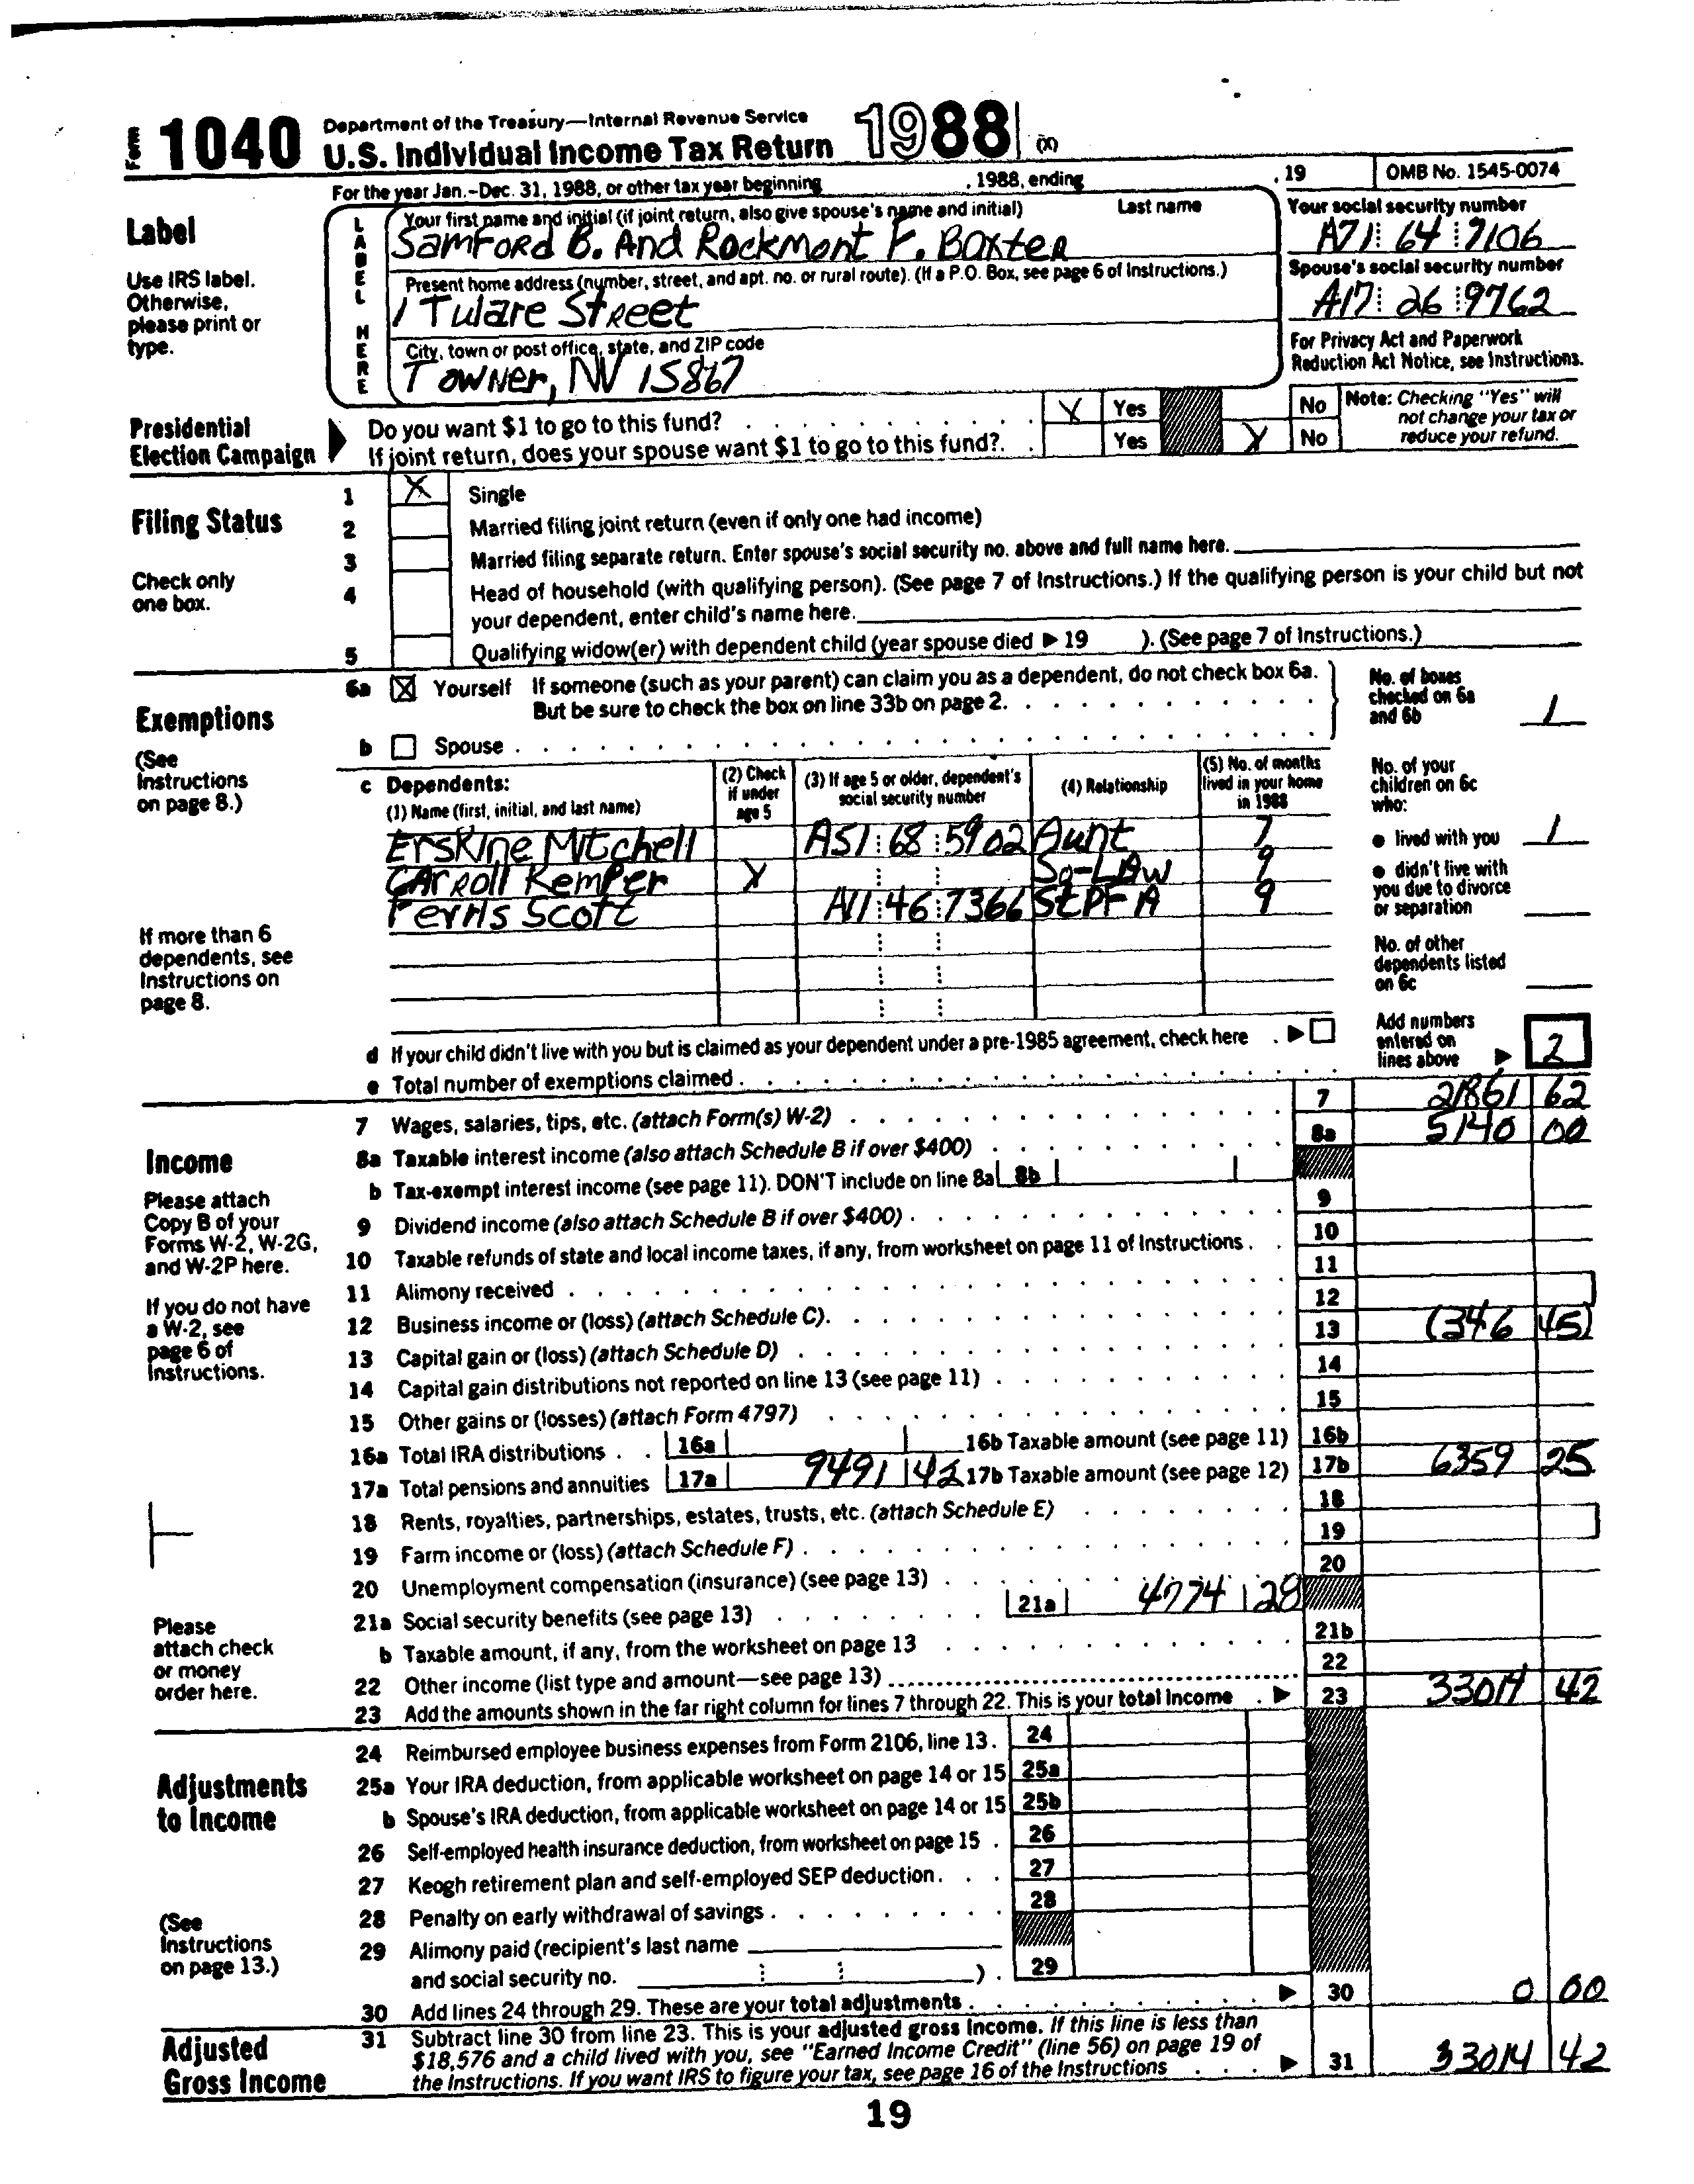 Form 1040 Department of the Treasury—Internal Revenue Service
U.S. Individual Income Tax Return 1988 (X)
For the year Jan.-Dec. 31, 1988, or other tax year beginning , 1988, ending , 19 OMB No. 1545-0074
Label
Use IRS label. Otherwise, please print or type.
LABEL HERE
Your first name and initial (if joint return, also give spouse's name and initial) Last name
Samford B. And Rockmont F. Baxter
Your social security number
A71 64 7106
Present home address (number, street, and apt. no. or rural route). (If a P.O. Box, see page 6 of Instructions.)
1 Tulare Street
Spouse's social security number
A17 26 9762
City, town or post office, state, and ZIP code
Towner, NV 15867
For Privacy Act and Paperwork
Reduction Act Notice, see Instructions.
Presidential
Election Campaign
Do you want $1 to go to this fund? X Yes No
If joint return, does your spouse want $1 to go to this fund? Yes X No
Note: Checking "Yes" will
not change your tax or
reduce your refund.
Filing Status
Check only
one box.
1 X Single
2 Married filing joint return (even if only one had income)
3 Married filing separate return. Enter spouse's social security no. above and full name here.
4 Head of household (with qualifying person). (See page 7 of Instructions.) If the qualifying person is your child but not
your dependent, enter child's name here.
5 Qualifying widow(er) with dependent child (year spouse died ▶ 19 ). (See page 7 of Instructions.)
Exemptions
(See
Instructions
on page 8.)
6a X Yourself If someone (such as your parent) can claim you as a dependent, do not check box 6a.
But be sure to check the box on line 33b on page 2.
No. of boxes
checked on 6a
and 6b 1
b Spouse
c Dependents:
(1) Name (first, initial, and last name)
(2) Check
if under
age 5
(3) If age 5 or older, dependent's
social security number
(4) Relationship
(5) No. of months
lived in your home
in 1988
No. of your
children on 6c
who:
Erskine Mitchell A51 68 5902 Aunt 7
Carroll Kemper X So-LAW 9
Ferris Scott A11 46 7366 StPFA 9
• lived with you 1
• didn't live with
you due to divorce
or separation
No. of other
dependents listed
on 6c
If more than 6
dependents, see
Instructions on
page 8.
d If your child didn't live with you but is claimed as your dependent under a pre-1985 agreement, check here ▶
e Total number of exemptions claimed
Add numbers
entered on
lines above ▶ 2
Income
Please attach
Copy B of your
Forms W-2, W-2G,
and W-2P here.
If you do not have
a W-2, see
page 6 of
Instructions.
7 Wages, salaries, tips, etc. (attach Form(s) W-2) 7 21861 62
8a Taxable interest income (also attach Schedule B if over $400) 8a 5140 00
b Tax-exempt interest income (see page 11). DON'T include on line 8a 8b
9 Dividend income (also attach Schedule B if over $400) 9
10 Taxable refunds of state and local income taxes, if any, from worksheet on page 11 of Instructions 10
11 Alimony received 11
12 Business income or (loss) (attach Schedule C). 12
13 Capital gain or (loss) (attach Schedule D) 13 (346 45)
14 Capital gain distributions not reported on line 13 (see page 11) 14
15 Other gains or (losses) (attach Form 4797) 15
16a Total IRA distributions 16a 16b Taxable amount (see page 11) 16b
17a Total pensions and annuities 17a 9491 42 17b Taxable amount (see page 12) 17b 6359 25
18 Rents, royalties, partnerships, estates, trusts, etc. (attach Schedule E) 18
19 Farm income or (loss) (attach Schedule F) 19
20 Unemployment compensation (insurance) (see page 13) 20
21a Social security benefits (see page 13) 21a 4774 28
b Taxable amount, if any, from the worksheet on page 13 21b
22 Other income (list type and amount—see page 13) 22
23 Add the amounts shown in the far right column for lines 7 through 22. This is your total income ▶ 23 33014 42
Please
attach check
or money
order here.
Adjustments
to Income
(See
Instructions
on page 13.)
24 Reimbursed employee business expenses from Form 2106, line 13. 24
25a Your IRA deduction, from applicable worksheet on page 14 or 15 25a
b Spouse's IRA deduction, from applicable worksheet on page 14 or 15 25b
26 Self-employed health insurance deduction, from worksheet on page 15 26
27 Keogh retirement plan and self-employed SEP deduction. 27
28 Penalty on early withdrawal of savings 28
29 Alimony paid (recipient's last name
and social security no. ). 29
30 Add lines 24 through 29. These are your total adjustments ▶ 30 0 00
Adjusted
Gross Income
31 Subtract line 30 from line 23. This is your adjusted gross income. If this line is less than
$18,576 and a child lived with you, see "Earned Income Credit" (line 56) on page 19 of
the Instructions. If you want IRS to figure your tax, see page 16 of the Instructions ▶ 31 33014 42
19